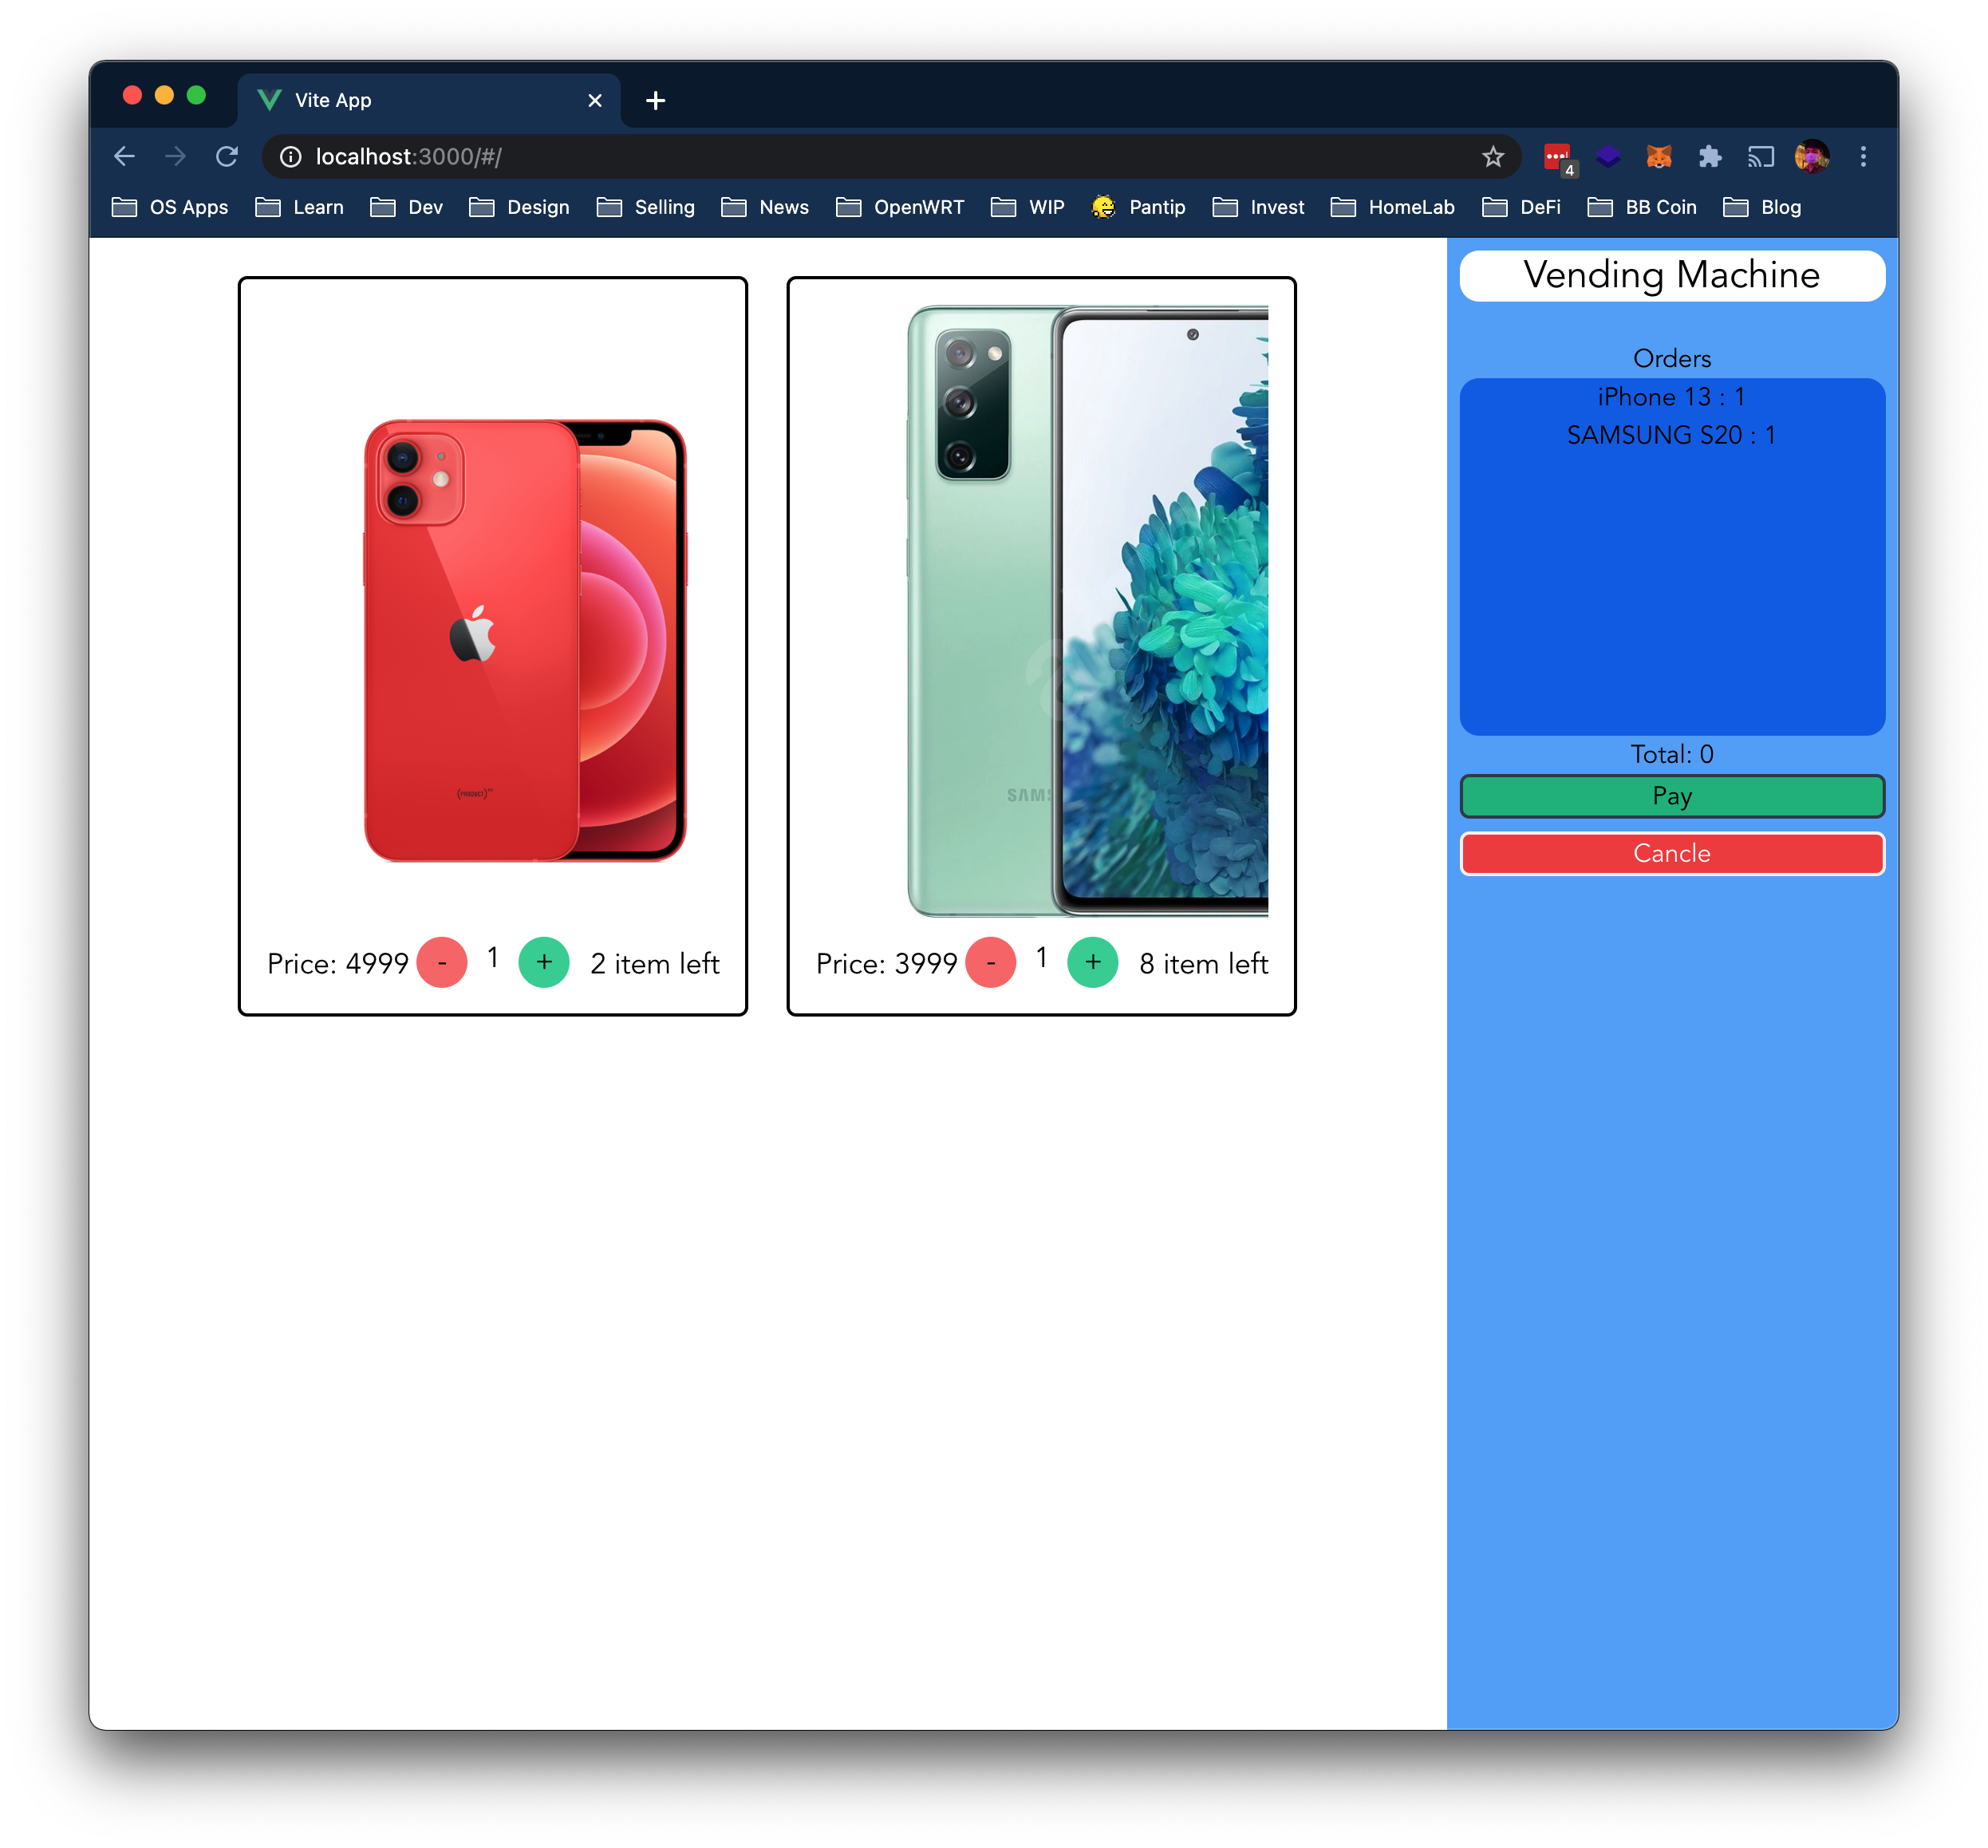 Vite App
localhost:3000/#/
4
OS Apps Learn Dev Design Selling News OpenWRT WIP Pantip Invest HomeLab DeFi BB Coin Blog
Vending Machine
Orders
iPhone 13 : 1
SAMSUNG S20 : 1
Total: 0
Pay
Cancle
(PRODUCT)
SAMS
Price: 4999 - 1 + 2 item left
Price: 3999 - 1 + 8 item left